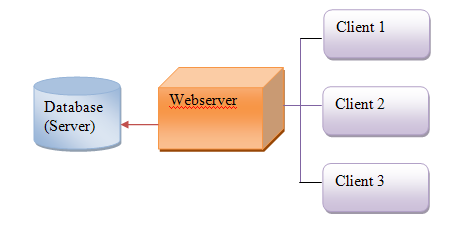 Database
(Server)
Webserver
Client 1
Client 2
Client 3